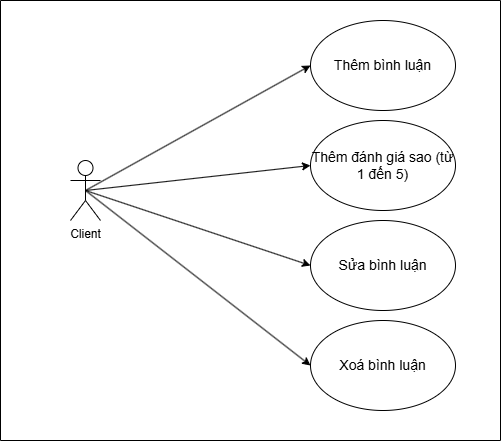 Thêm bình luận
Thêm đánh giá sao (từ
1 đến 5)
Client
Sửa bình luận
Xoá bình luận